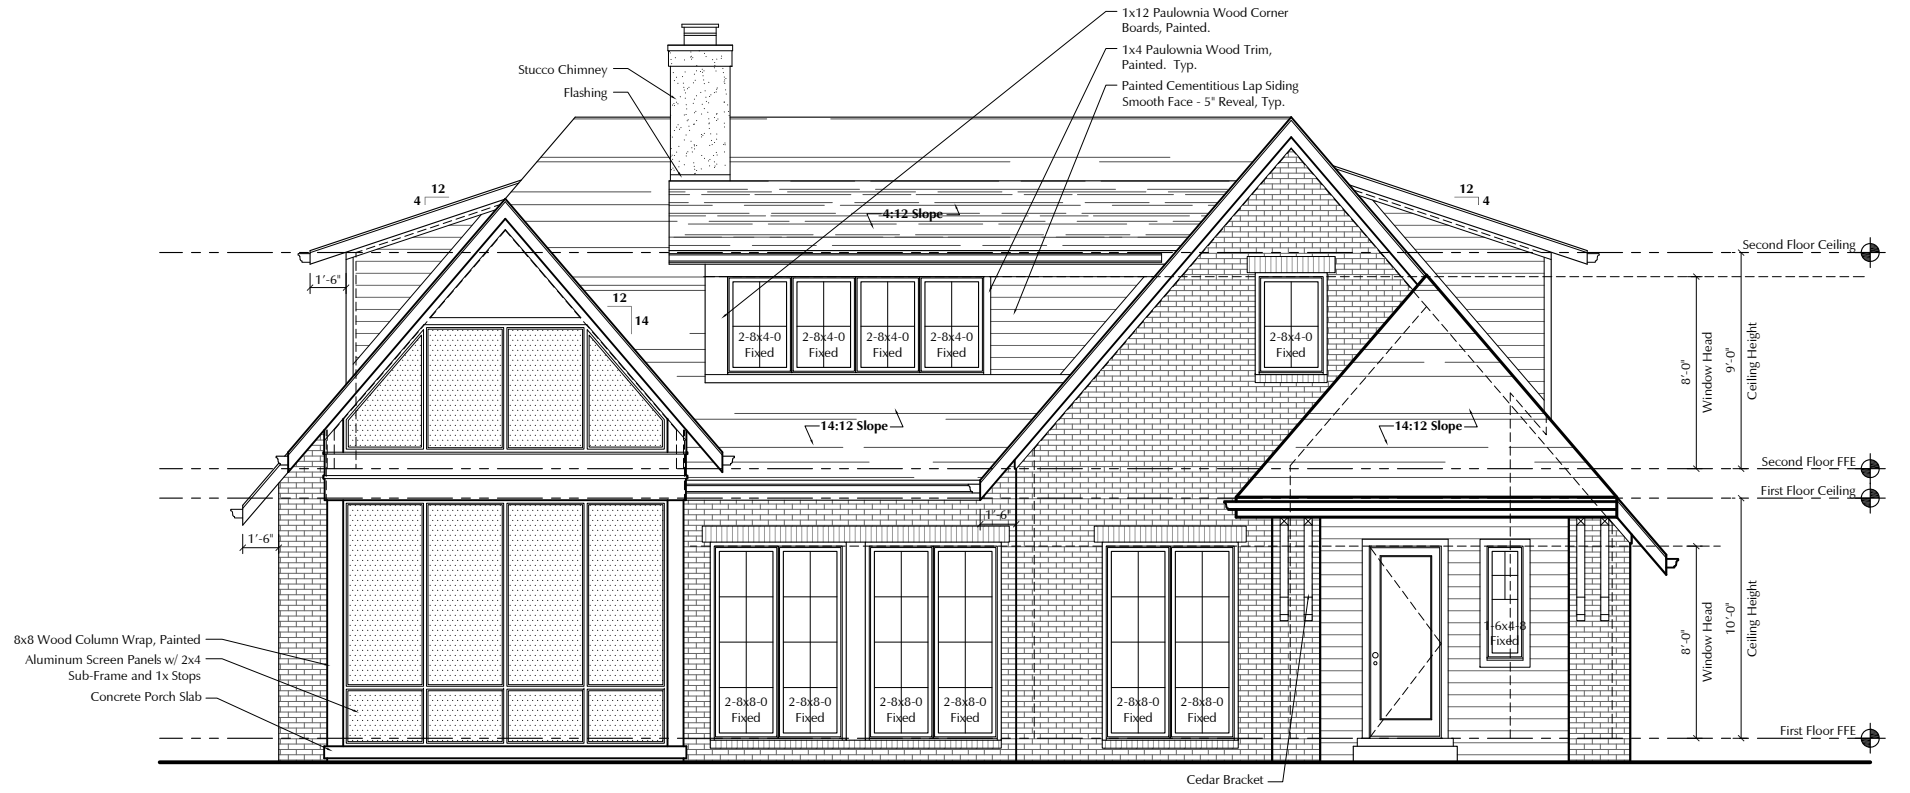 1x12 Paulownia Wood Corner
Boards, Painted.
1x4 Paulownia Wood Trim,
Painted. Typ.
Painted Cementitious Lap Siding
Smooth Face - 5" Reveal, Typ.
Stucco Chimney
Flashing
12
4
12
4
4:12 Slope
Second Floor Ceiling
1'-6"
12
14
2-8x4-0
Fixed
2-8x4-0
Fixed
2-8x4-0
Fixed
2-8x4-0
Fixed
2-8x4-0
Fixed
8'-0"
Window Head
9'-0"
Ceiling Height
14:12 Slope
14:12 Slope
Second Floor FFE
First Floor Ceiling
1'-6"
1'-6"
8'-0"
Window Head
10'-0"
Ceiling Height
1-6x4-8
Fixed
8x8 Wood Column Wrap, Painted
Aluminum Screen Panels w/ 2x4
Sub-Frame and 1x Stops
Concrete Porch Slab
2-8x8-0
Fixed
2-8x8-0
Fixed
2-8x8-0
Fixed
2-8x8-0
Fixed
2-8x8-0
Fixed
2-8x8-0
Fixed
First Floor FFE
Cedar Bracket